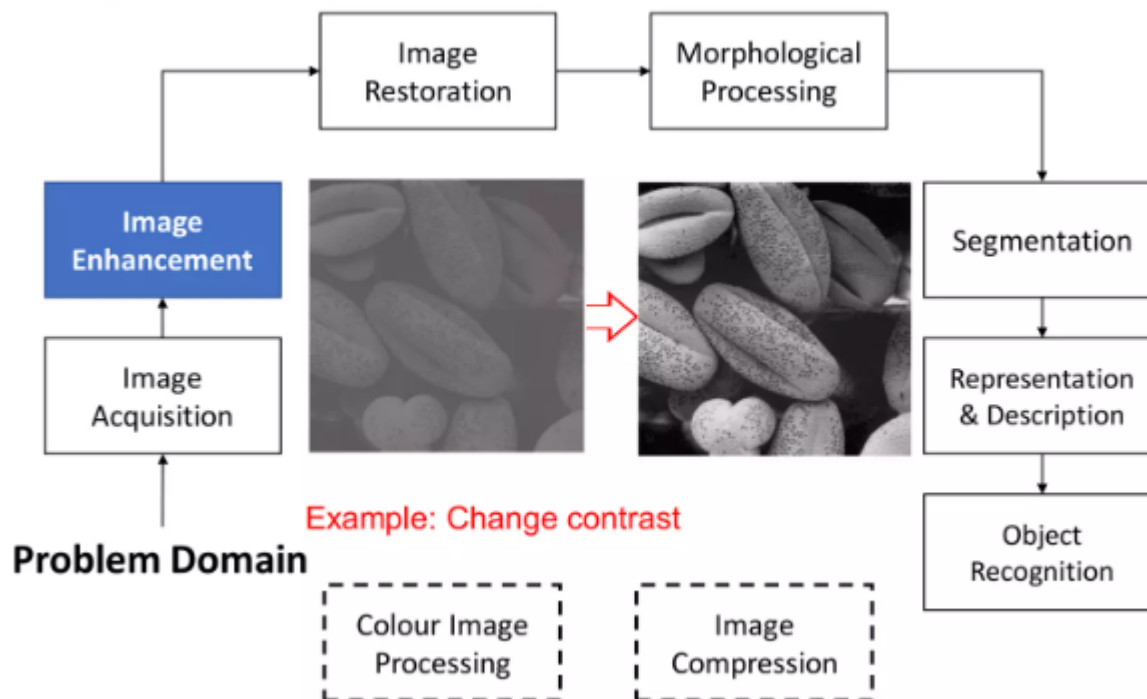 Image
Restoration
Morphological
Processing
Image
Enhancement
Segmentation
Image
Acquisition
Representation
& Description
Example: Change contrast
Problem Domain
Object
Recognition
Colour Image
Processing
Image
Compression